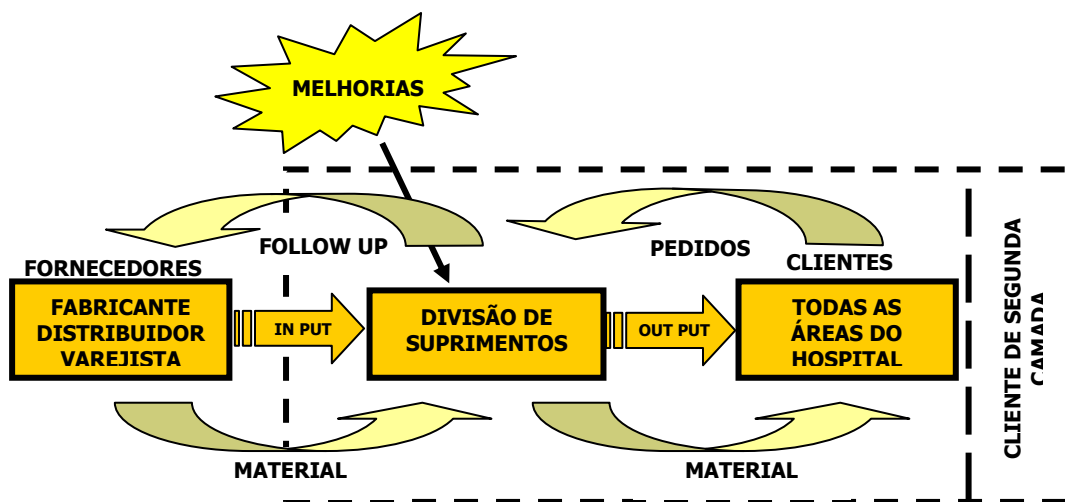 MELHORIAS
FOLLOW UP
PEDIDOS
FORNECEDORES
CLIENTES
FABRICANTE
DISTRIBUIDOR
VAREJISTA
IN PUT
DIVISÃO DE
SUPRIMENTOS
OUT PUT
TODAS AS
ÁREAS DO
HOSPITAL
MATERIAL
MATERIAL
CLIENTE DE SEGUNDA
CAMADA